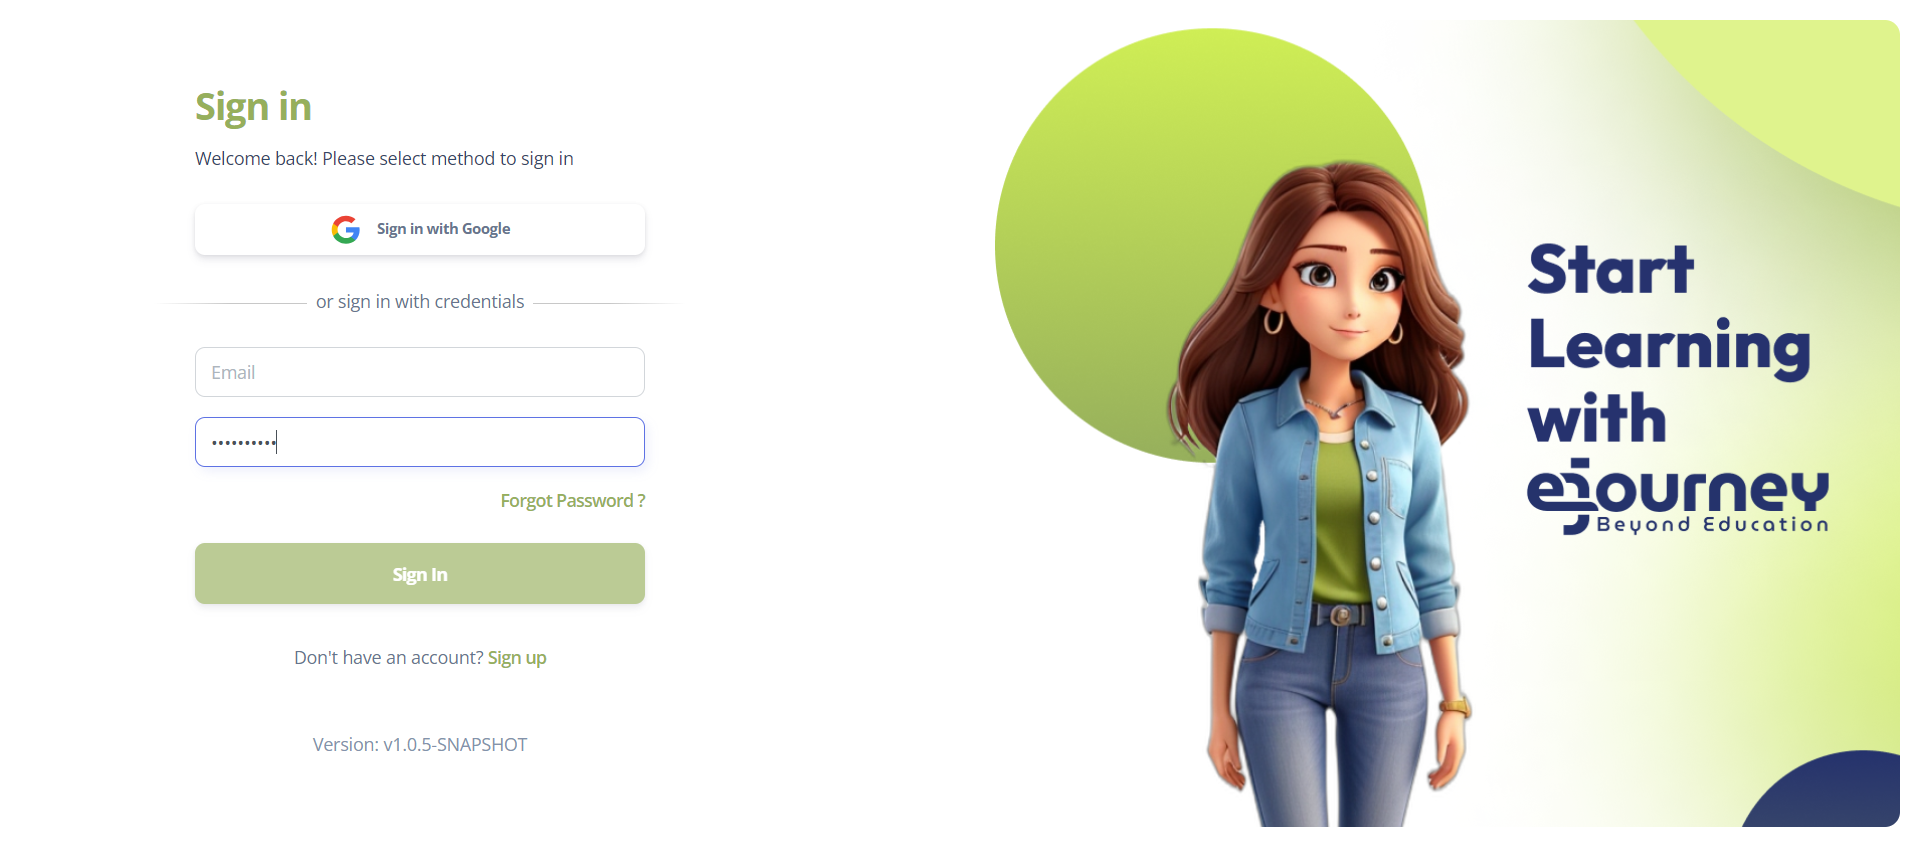 Sign in
Welcome back! Please select method to sign in
Sign in with Google
or sign in with credentials
Email
••••••••••
Forgot Password ?
Sign In
Don't have an account? Sign up
Version: v1.0.5-SNAPSHOT
Start
Learning
with
ejourney
Beyond Education